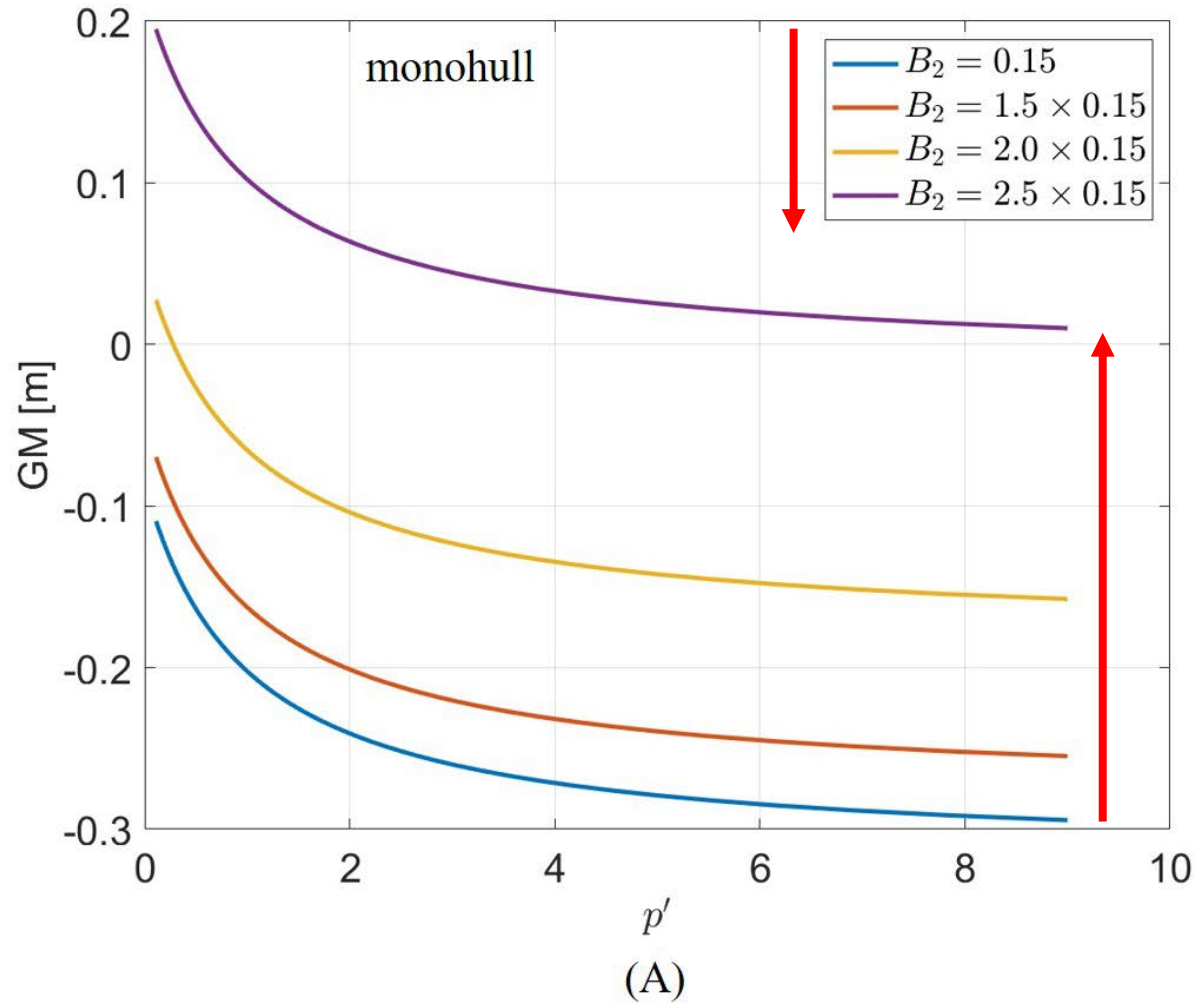 0.2
0.1
0
-0.1
-0.2
-0.3
GM [m]
monohull
B₂ = 0.15
B₂ = 1.5 × 0.15
B₂ = 2.0 × 0.15
B₂ = 2.5 × 0.15
0 2 4 6 8 10
p′
(A)